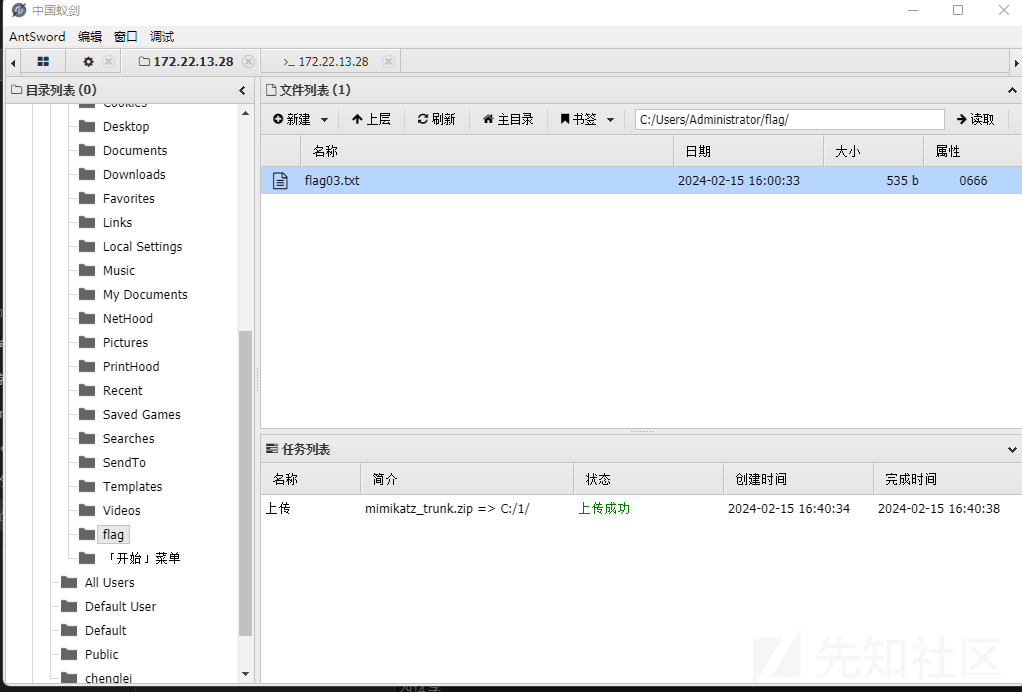 中国蚁剑
AntSword 编辑 窗口 调试
172.22.13.28 >_ 172.22.13.28
目录列表 (0)
Cookies
Desktop
Documents
Downloads
Favorites
Links
Local Settings
Music
My Documents
NetHood
Pictures
PrintHood
Recent
Saved Games
Searches
SendTo
Templates
Videos
flag
「开始」菜单
All Users
Default User
Default
Public
chenglei
文件列表 (1)
新建 上层 刷新 主目录 书签 C:/Users/Administrator/flag/ 读取
名称 日期 大小 属性
flag03.txt 2024-02-15 16:00:33 535 b 0666
任务列表
名称 简介 状态 创建时间 完成时间
上传 mimikatz_trunk.zip => C:/1/ 上传成功 2024-02-15 16:40:34 2024-02-15 16:40:38
先知社区